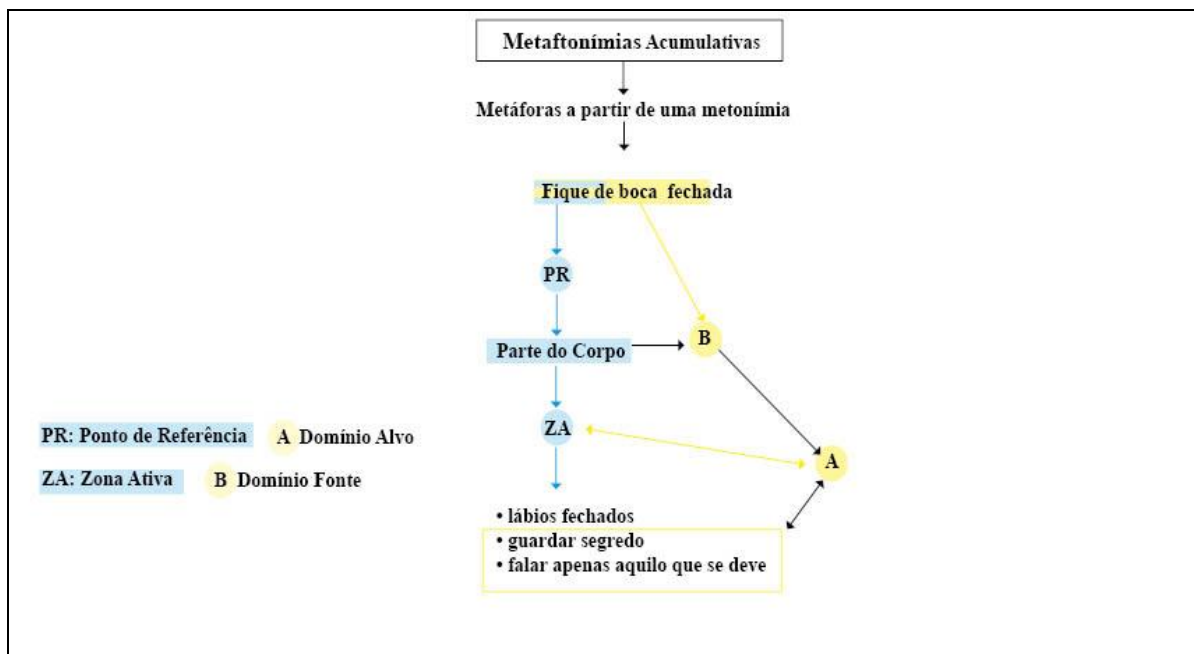 Metaftonímias Acumulativas
Metáforas a partir de uma metonímia
Fique de boca fechada
PR
Parte do Corpo
B
ZA
A
PR: Ponto de Referência A Domínio Alvo
ZA: Zona Ativa B Domínio Fonte
• lábios fechados
• guardar segredo
• falar apenas aquilo que se deve